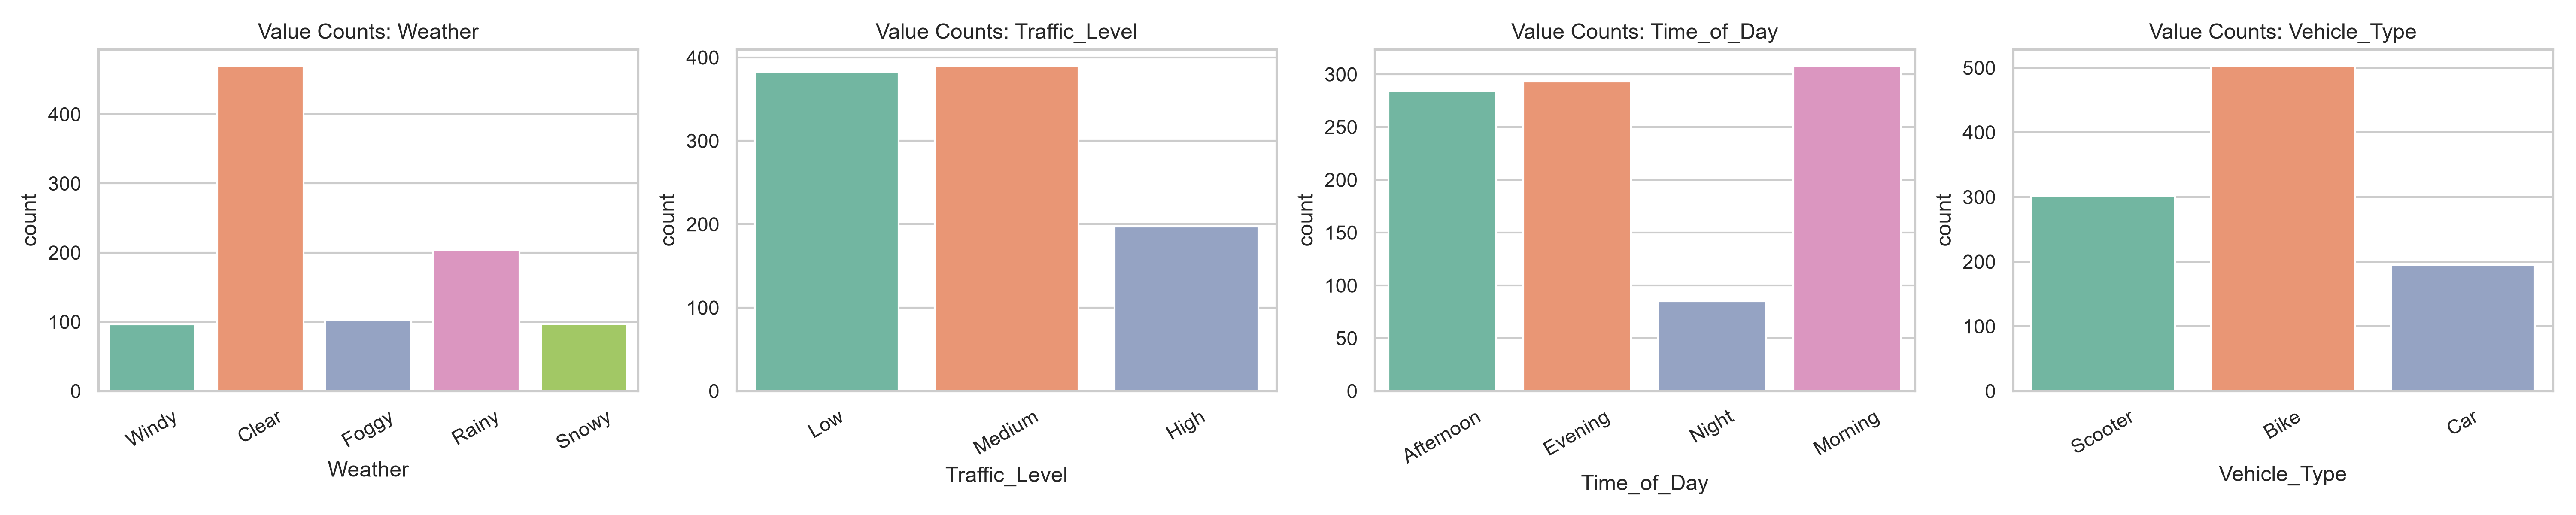 Value Counts: Weather
count
400
300
200
100
0
Windy
Clear
Foggy
Rainy
Snowy
Weather
Value Counts: Traffic_Level
count
400
300
200
100
0
Low
Medium
High
Traffic_Level
Value Counts: Time_of_Day
count
300
250
200
150
100
50
0
Afternoon
Evening
Night
Morning
Time_of_Day
Value Counts: Vehicle_Type
count
500
400
300
200
100
0
Scooter
Bike
Car
Vehicle_Type